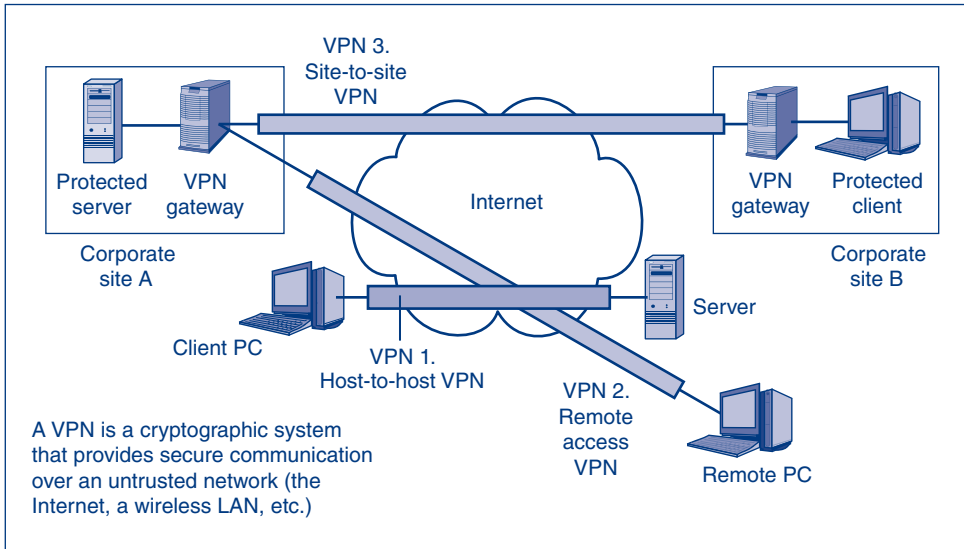 VPN 3.
Site-to-site
VPN
Protected
server
VPN
gateway
Internet
VPN
gateway
Protected
client
Corporate
site A
Corporate
site B
Client PC
Server
VPN 1.
Host-to-host VPN
VPN 2.
Remote
access
VPN
Remote PC
A VPN is a cryptographic system
that provides secure communication
over an untrusted network (the
Internet, a wireless LAN, etc.)